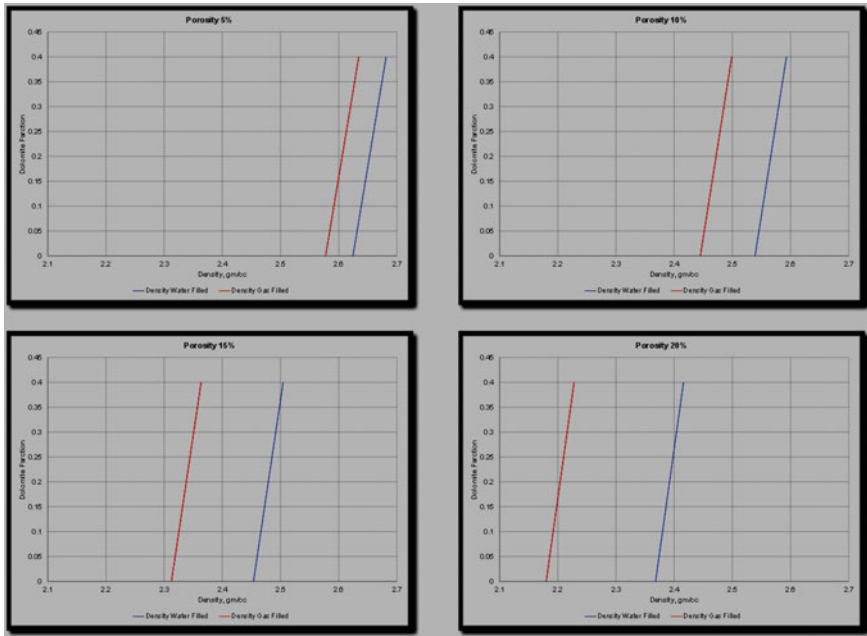 Porosity 5%
0.45
0.4
0.35
0.3
0.25
0.2
0.15
0.1
0.05
0
Dolomite Farction
2.1 2.2 2.3 2.4 2.5 2.6 2.7
Density, gm/cc
Density Water Filled Density Gas Filled
Porosity 10%
0.45
0.4
0.35
0.3
0.25
0.2
0.15
0.1
0.05
0
Dolomite Farction
2.1 2.2 2.3 2.4 2.5 2.6 2.7
Density, gm/cc
Density Water Filled Density Gas Filled
Porosity 15%
0.45
0.4
0.35
0.3
0.25
0.2
0.15
0.1
0.05
0
Dolomite Farction
2.1 2.2 2.3 2.4 2.5 2.6 2.7
Density, gm/cc
Density Water Filled Density Gas Filled
Porosity 20%
0.45
0.4
0.35
0.3
0.25
0.2
0.15
0.1
0.05
0
Dolomite Farction
2.1 2.2 2.3 2.4 2.5 2.6 2.7
Density, gm/cc
Density Water Filled Density Gas Filled